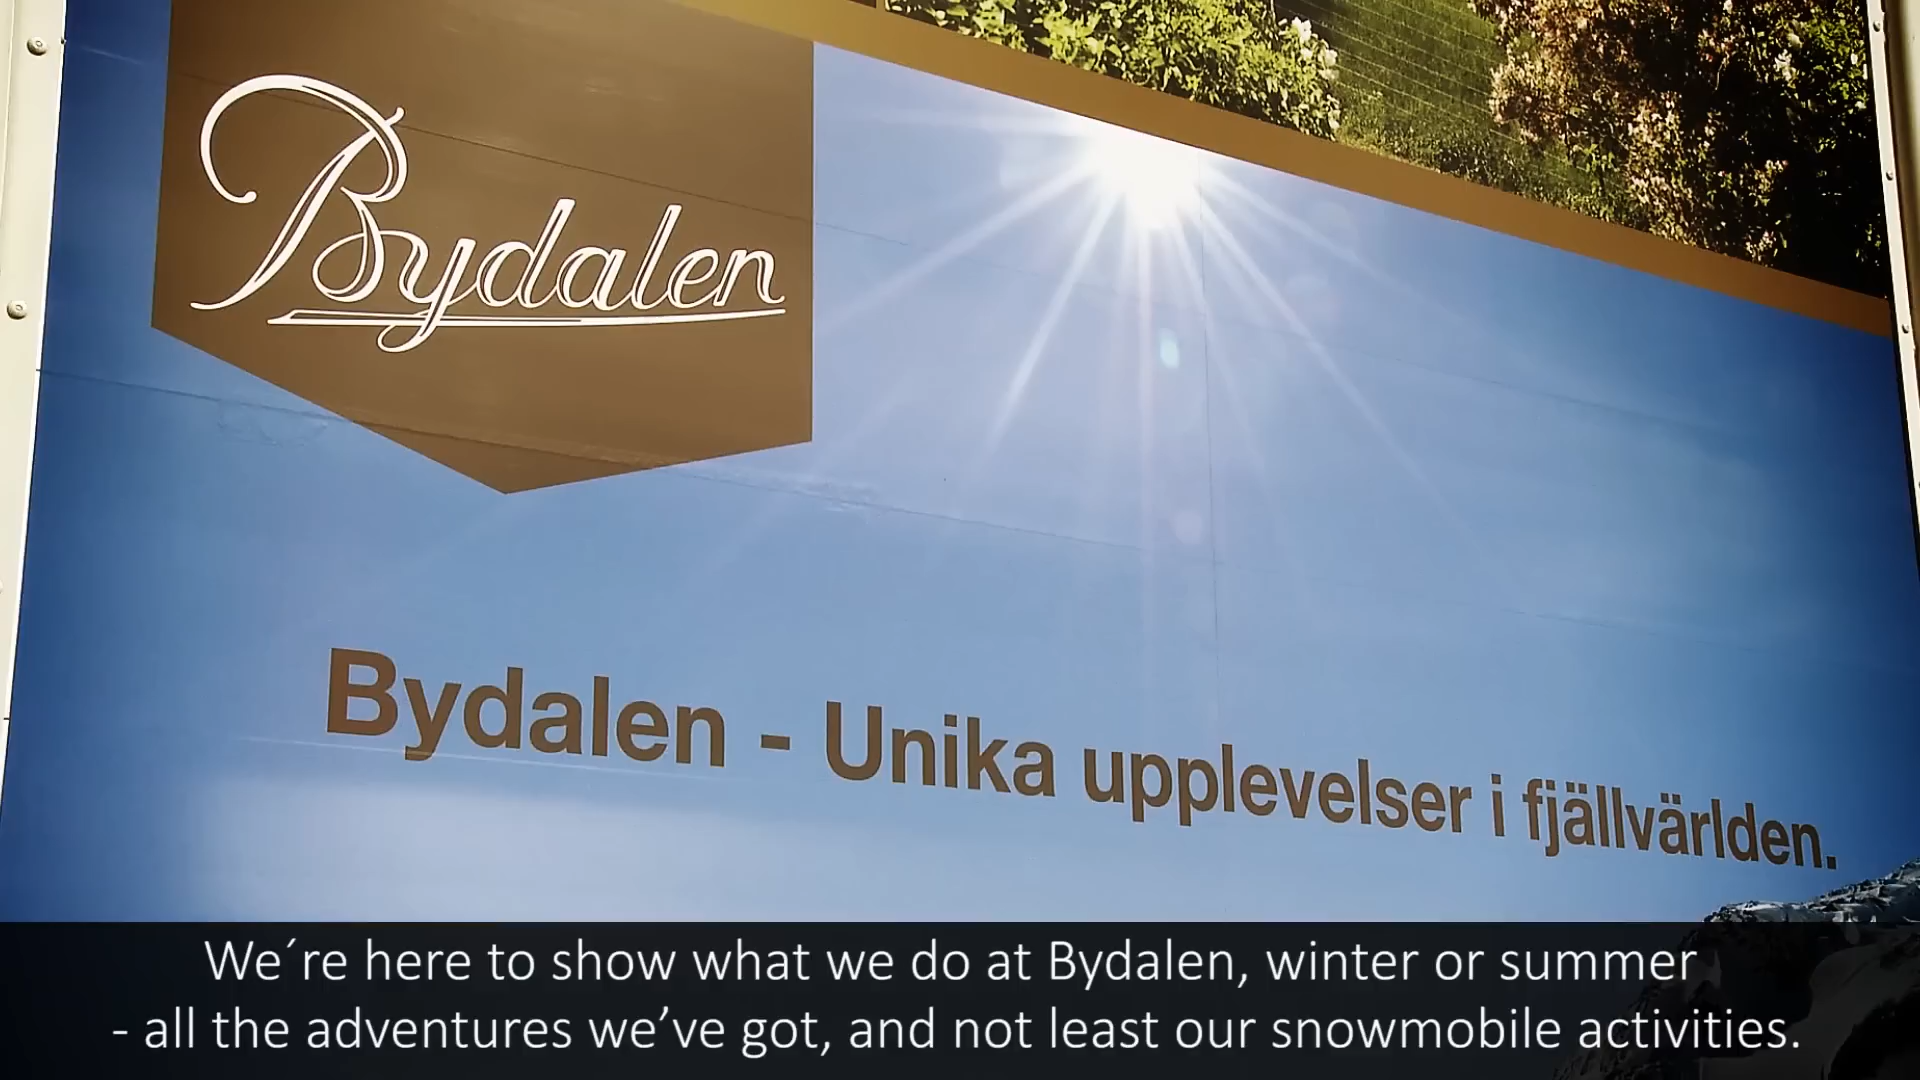 Bydalen
Bydalen - Unika upplevelser i fjällvärlden.
We´re here to show what we do at Bydalen, winter or summer
- all the adventures we’ve got, and not least our snowmobile activities.